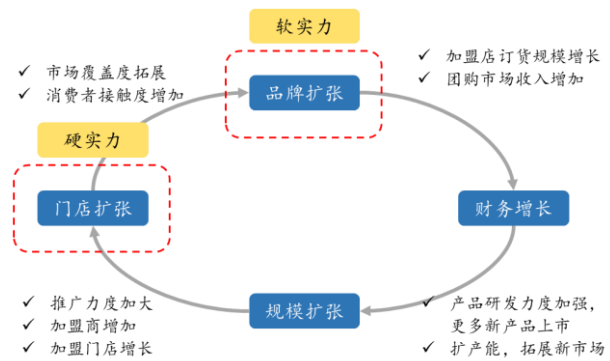 软实力
✓ 市场覆盖度拓展
✓ 消费者接触度增加
品牌扩张
✓ 加盟店订货规模增长
✓ 团购市场收入增加
硬实力
门店扩张
财务增长
✓ 推广力度加大
✓ 加盟商增加
✓ 加盟门店增长
规模扩张
✓ 产品研发力度加强,
更多新产品上市
✓ 扩产能,拓展新市场